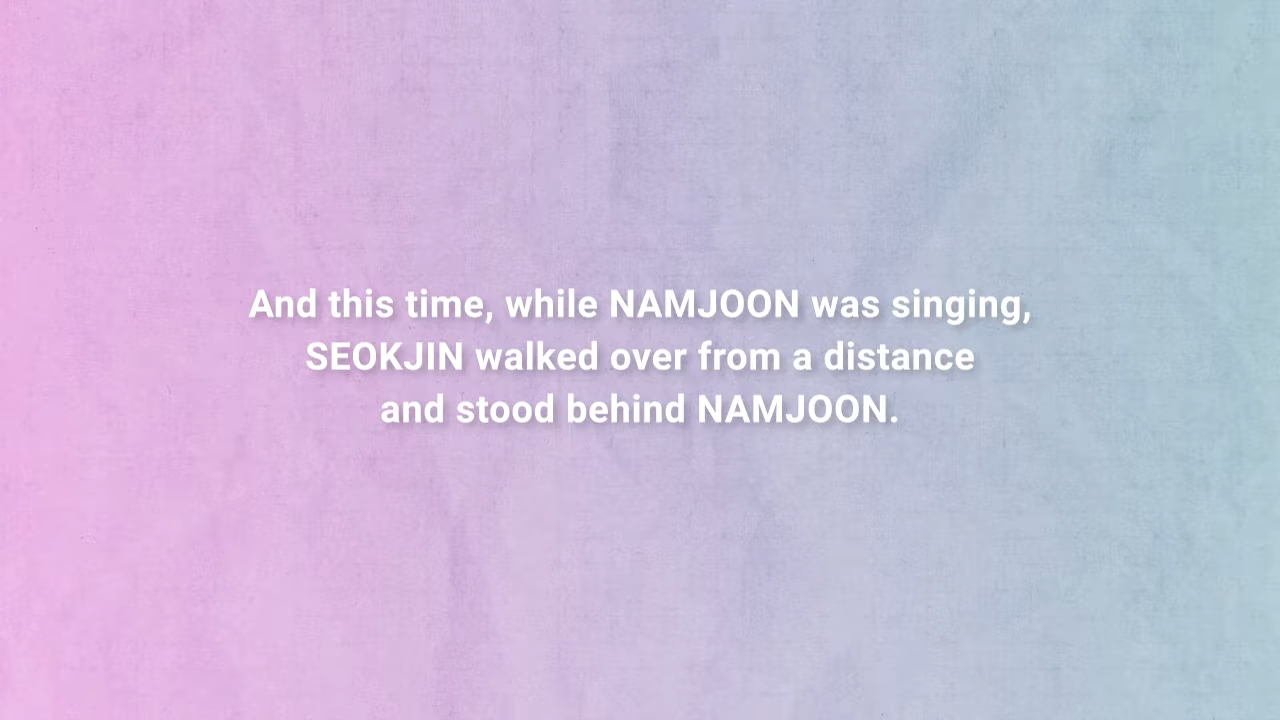 And this time, while NAMJOON was singing,
SEOKJIN walked over from a distance
and stood behind NAMJOON.